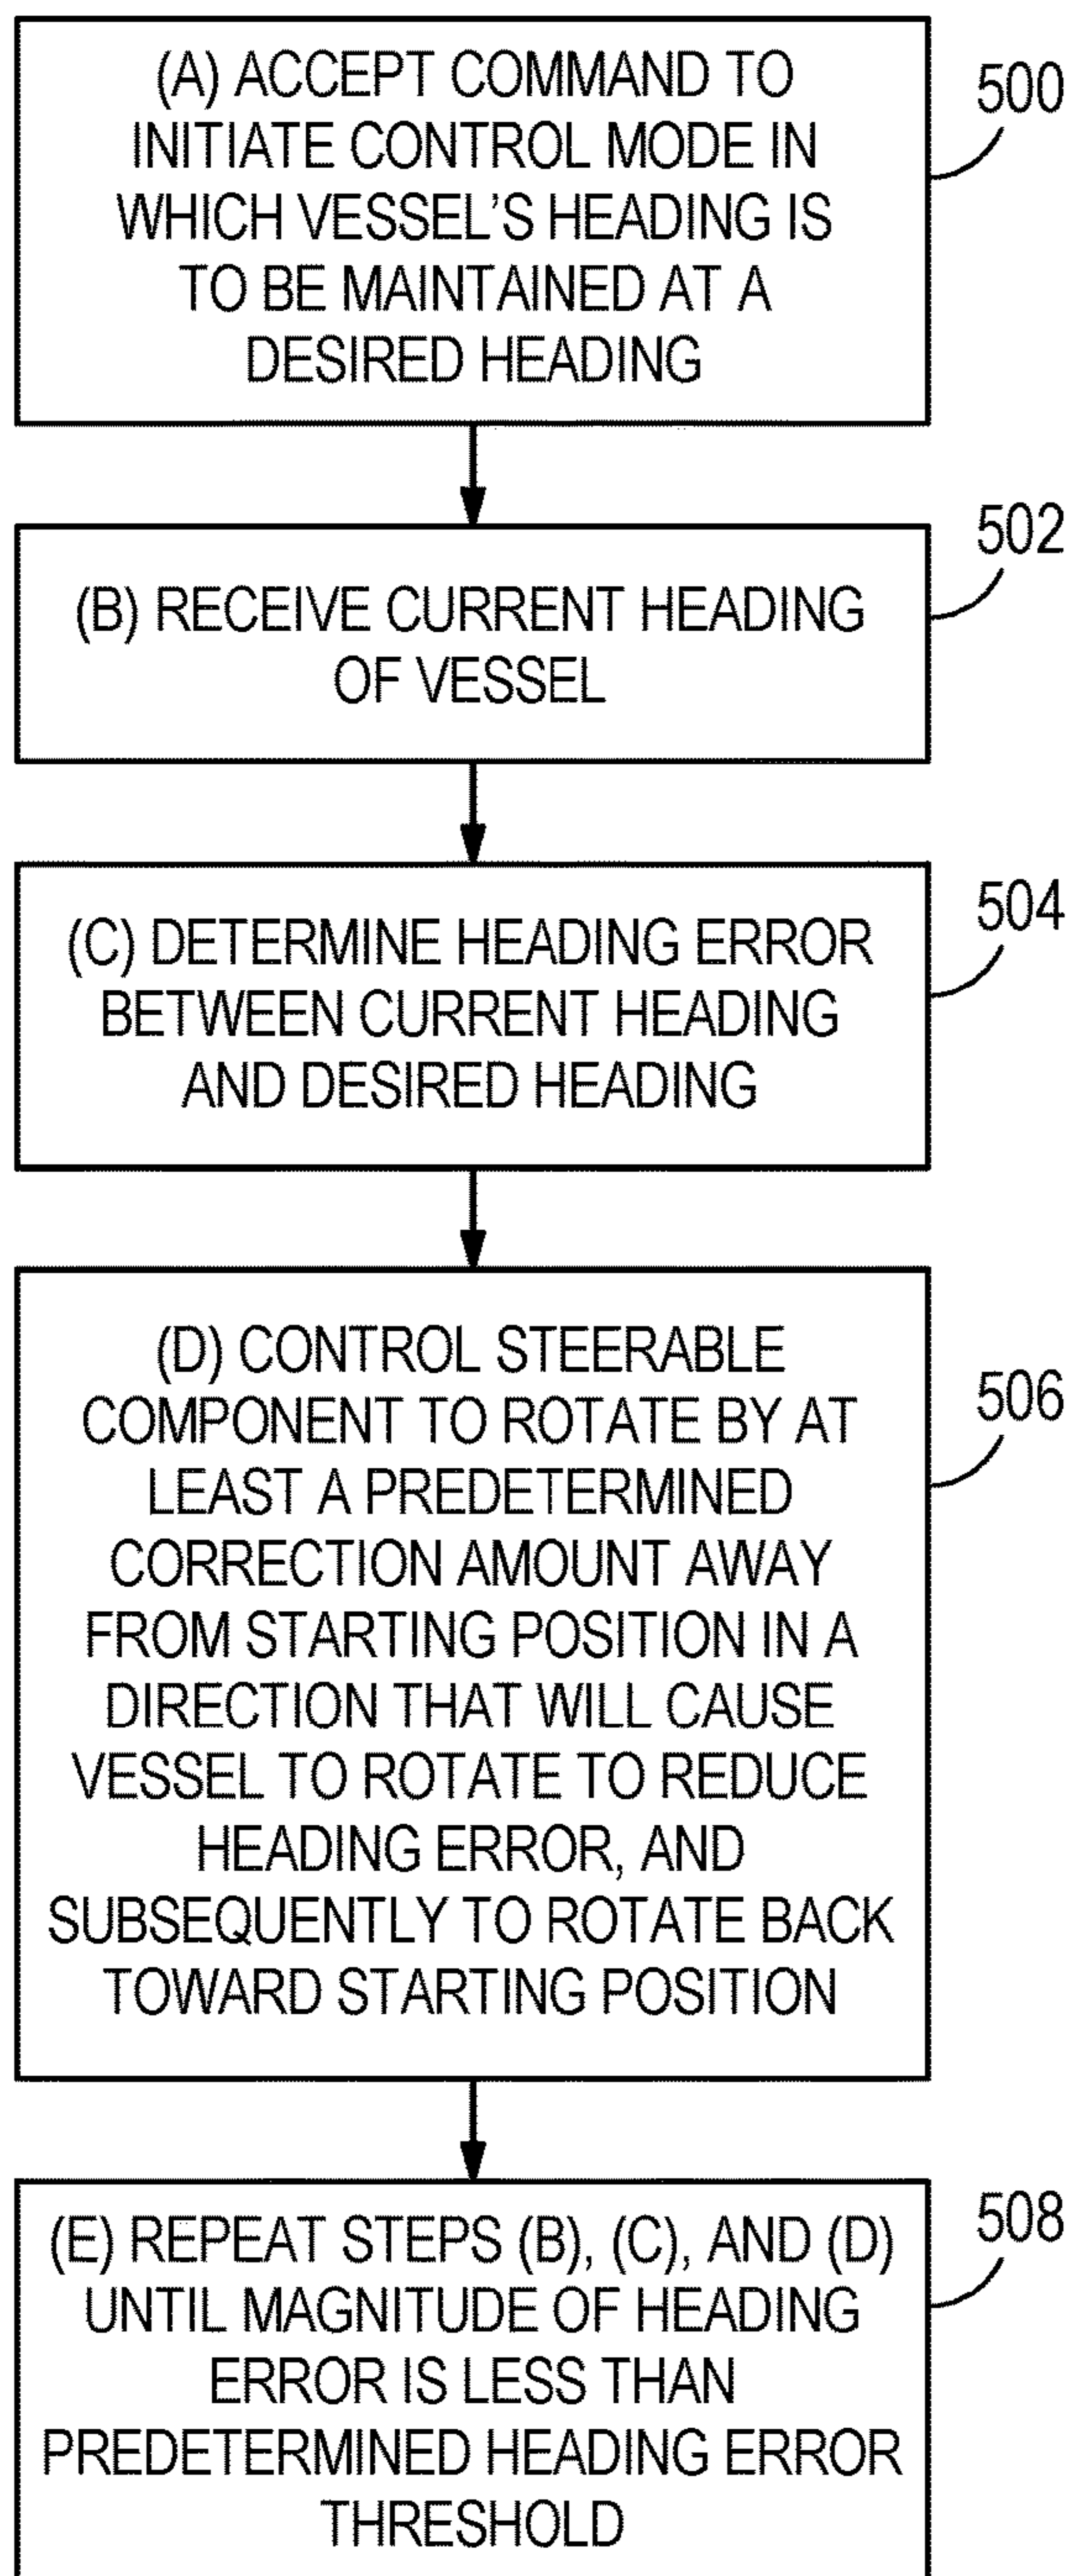 (A) ACCEPT COMMAND TO
INITIATE CONTROL MODE IN
WHICH VESSEL'S HEADING IS
TO BE MAINTAINED AT A
DESIRED HEADING
500
(B) RECEIVE CURRENT HEADING
OF VESSEL
502
(C) DETERMINE HEADING ERROR
BETWEEN CURRENT HEADING
AND DESIRED HEADING
504
(D) CONTROL STEERABLE
COMPONENT TO ROTATE BY AT
LEAST A PREDETERMINED
CORRECTION AMOUNT AWAY
FROM STARTING POSITION IN A
DIRECTION THAT WILL CAUSE
VESSEL TO ROTATE TO REDUCE
HEADING ERROR, AND
SUBSEQUENTLY TO ROTATE BACK
TOWARD STARTING POSITION
506
(E) REPEAT STEPS (B), (C), AND (D)
UNTIL MAGNITUDE OF HEADING
ERROR IS LESS THAN
PREDETERMINED HEADING ERROR
THRESHOLD
508